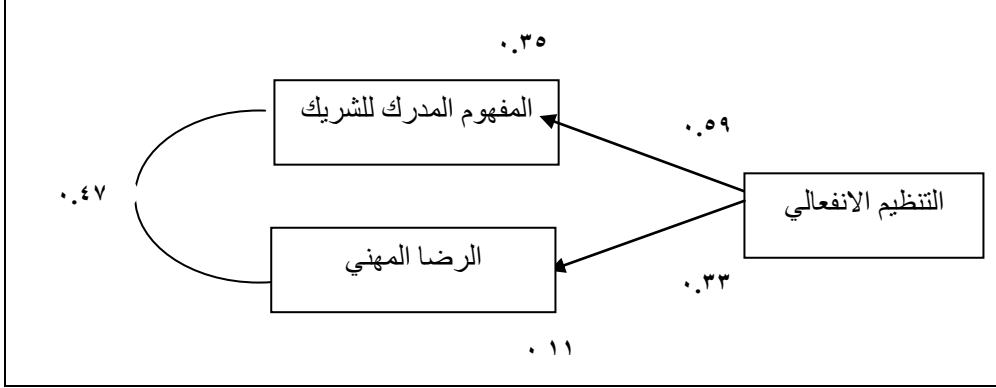 ٠.٣٥
المفهوم المدرك للشريك
٠.٥٩
التنظيم الانفعالي
٠.٤٧
الرضا المهني
٠.٣٣
٠ ١١